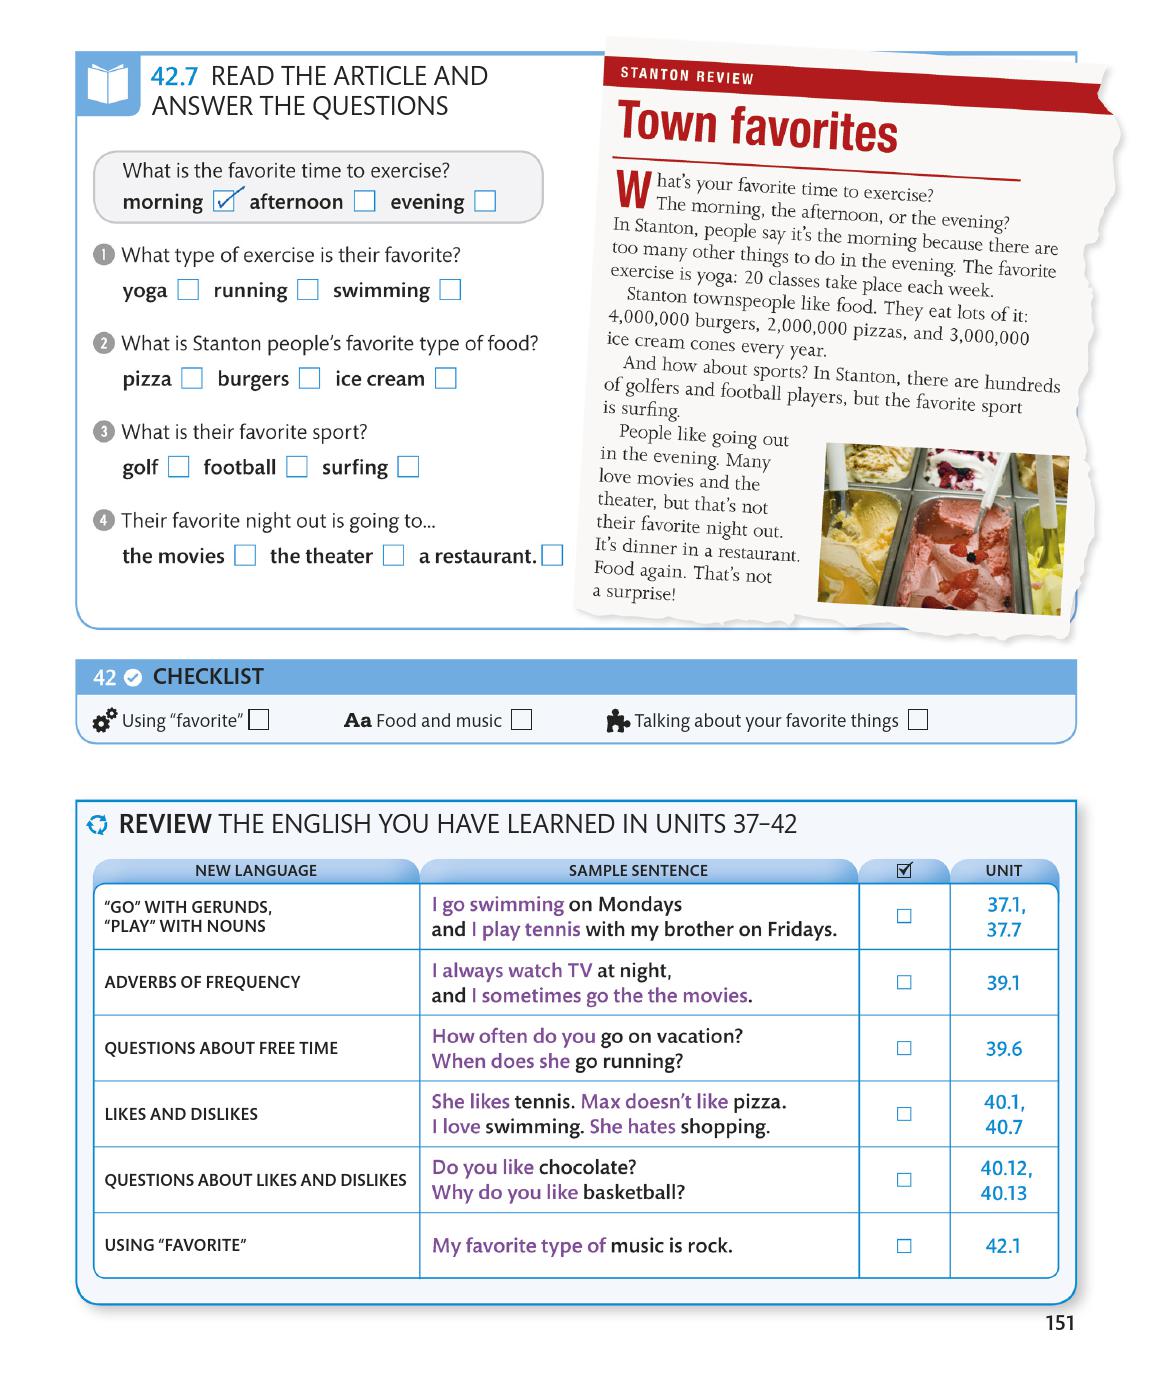 42.7 READ THE ARTICLE AND
ANSWER THE QUESTIONS
What is the favorite time to exercise?
morning afternoon evening
1 What type of exercise is their favorite?
yoga running swimming
2 What is Stanton people's favorite type of food?
pizza burgers ice cream
3 What is their favorite sport?
golf football surfing
4 Their favorite night out is going to...
the movies the theater a restaurant.
STANTON REVIEW
Town favorites
What's your favorite time to exercise?
The morning, the afternoon, or the evening?
In Stanton, people say it's the morning because there are
too many other things to do in the evening. The favorite
exercise is yoga: 20 classes take place each week.
Stanton townspeople like food. They eat lots of it:
4,000,000 burgers, 2,000,000 pizzas, and 3,000,000
ice cream cones every year.
And how about sports? In Stanton, there are hundreds
of golfers and football players, but the favorite sport
is surfing.
People like going out
in the evening. Many
love movies and the
theater, but that's not
their favorite night out.
It's dinner in a restaurant.
Food again. That's not
a surprise!
42 CHECKLIST
Using "favorite" Aa Food and music Talking about your favorite things
REVIEW THE ENGLISH YOU HAVE LEARNED IN UNITS 37–42
NEW LANGUAGE SAMPLE SENTENCE UNIT
"GO" WITH GERUNDS,
"PLAY" WITH NOUNS
I go swimming on Mondays
and I play tennis with my brother on Fridays.
37.1,
37.7
ADVERBS OF FREQUENCY
I always watch TV at night,
and I sometimes go the the movies.
39.1
QUESTIONS ABOUT FREE TIME
How often do you go on vacation?
When does she go running?
39.6
LIKES AND DISLIKES
She likes tennis. Max doesn't like pizza.
I love swimming. She hates shopping.
40.1,
40.7
QUESTIONS ABOUT LIKES AND DISLIKES
Do you like chocolate?
Why do you like basketball?
40.12,
40.13
USING "FAVORITE"
My favorite type of music is rock.
42.1
151